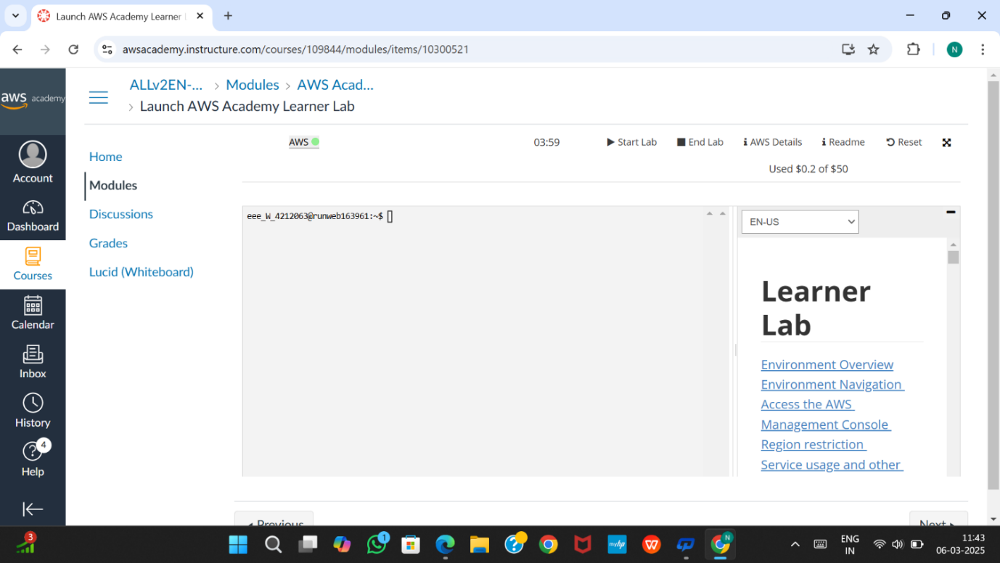 Launch AWS Academy Learner
awsacademy.instructure.com/courses/109844/modules/items/10300521
N
aws academy
Account
Dashboard
Courses
Calendar
Inbox
History
4
Help
ALLv2EN-... > Modules > AWS Acad...
> Launch AWS Academy Learner Lab
Home
Modules
Discussions
Grades
Lucid (Whiteboard)
AWS
03:59
Start Lab
End Lab
AWS Details
Readme
Reset
Used $0.2 of $50
eee_W_4212063@runweb163961:~$
EN-US
Learner
Lab
Environment Overview
Environment Navigation
Access the AWS
Management Console
Region restriction
Service usage and other
Previous
Next
3
1
myhp
N
ENG
IN
11:43
06-03-2025